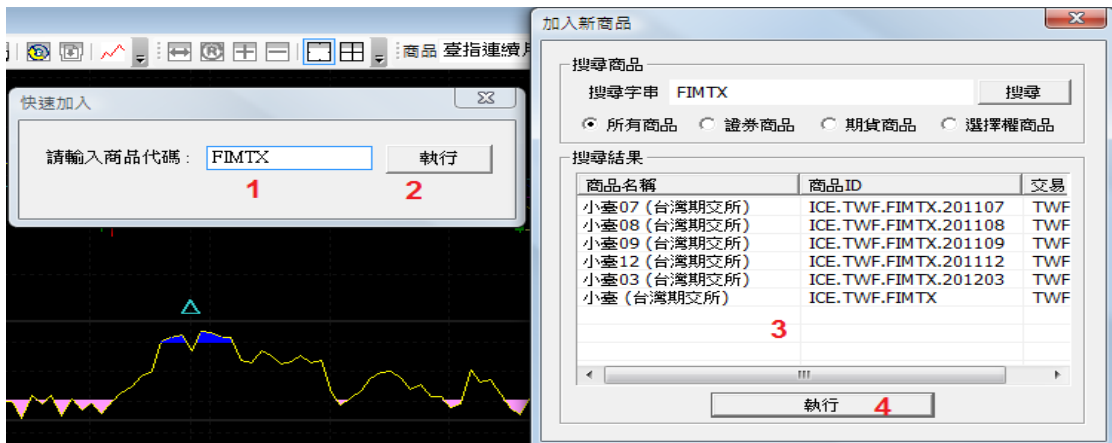 商品 臺指連續
快速加入
請輸入商品代碼： FIMTX 執行
1 2
加入新商品
搜尋商品
搜尋字串 FIMTX 搜尋
所有商品 證券商品 期貨商品 選擇權商品
搜尋結果
商品名稱 商品ID 交易
小臺07 (台灣期交所) ICE.TWF.FIMTX.201107 TWF
小臺08 (台灣期交所) ICE.TWF.FIMTX.201108 TWF
小臺09 (台灣期交所) ICE.TWF.FIMTX.201109 TWF
小臺12 (台灣期交所) ICE.TWF.FIMTX.201112 TWF
小臺03 (台灣期交所) ICE.TWF.FIMTX.201203 TWF
小臺 (台灣期交所) ICE.TWF.FIMTX TWF
3
執行 4